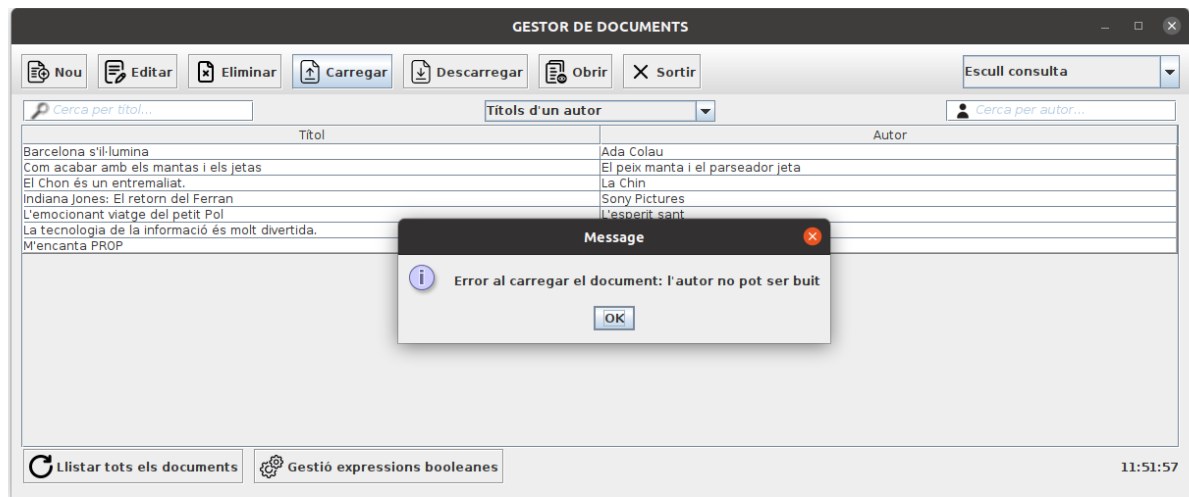 GESTOR DE DOCUMENTS
Nou Editar Eliminar Carregar Descarregar Obrir Sortir Escull consulta
Cerca per títol... Títols d'un autor Cerca per autor...
Títol Autor
Barcelona s'il·lumina Ada Colau
Com acabar amb els mantas i els jetas El peix manta i el parseador jeta
El Chon és un entremaliat. La Chin
Indiana Jones: El retorn del Ferran Sony Pictures
L'emocionant viatge del petit Pol L'esperit sant
La tecnologia de la informació és molt divertida.
M'encanta PROP
Message
Error al carregar el document: l'autor no pot ser buit
OK
Llistar tots els documents Gestió expressions booleanes 11:51:57